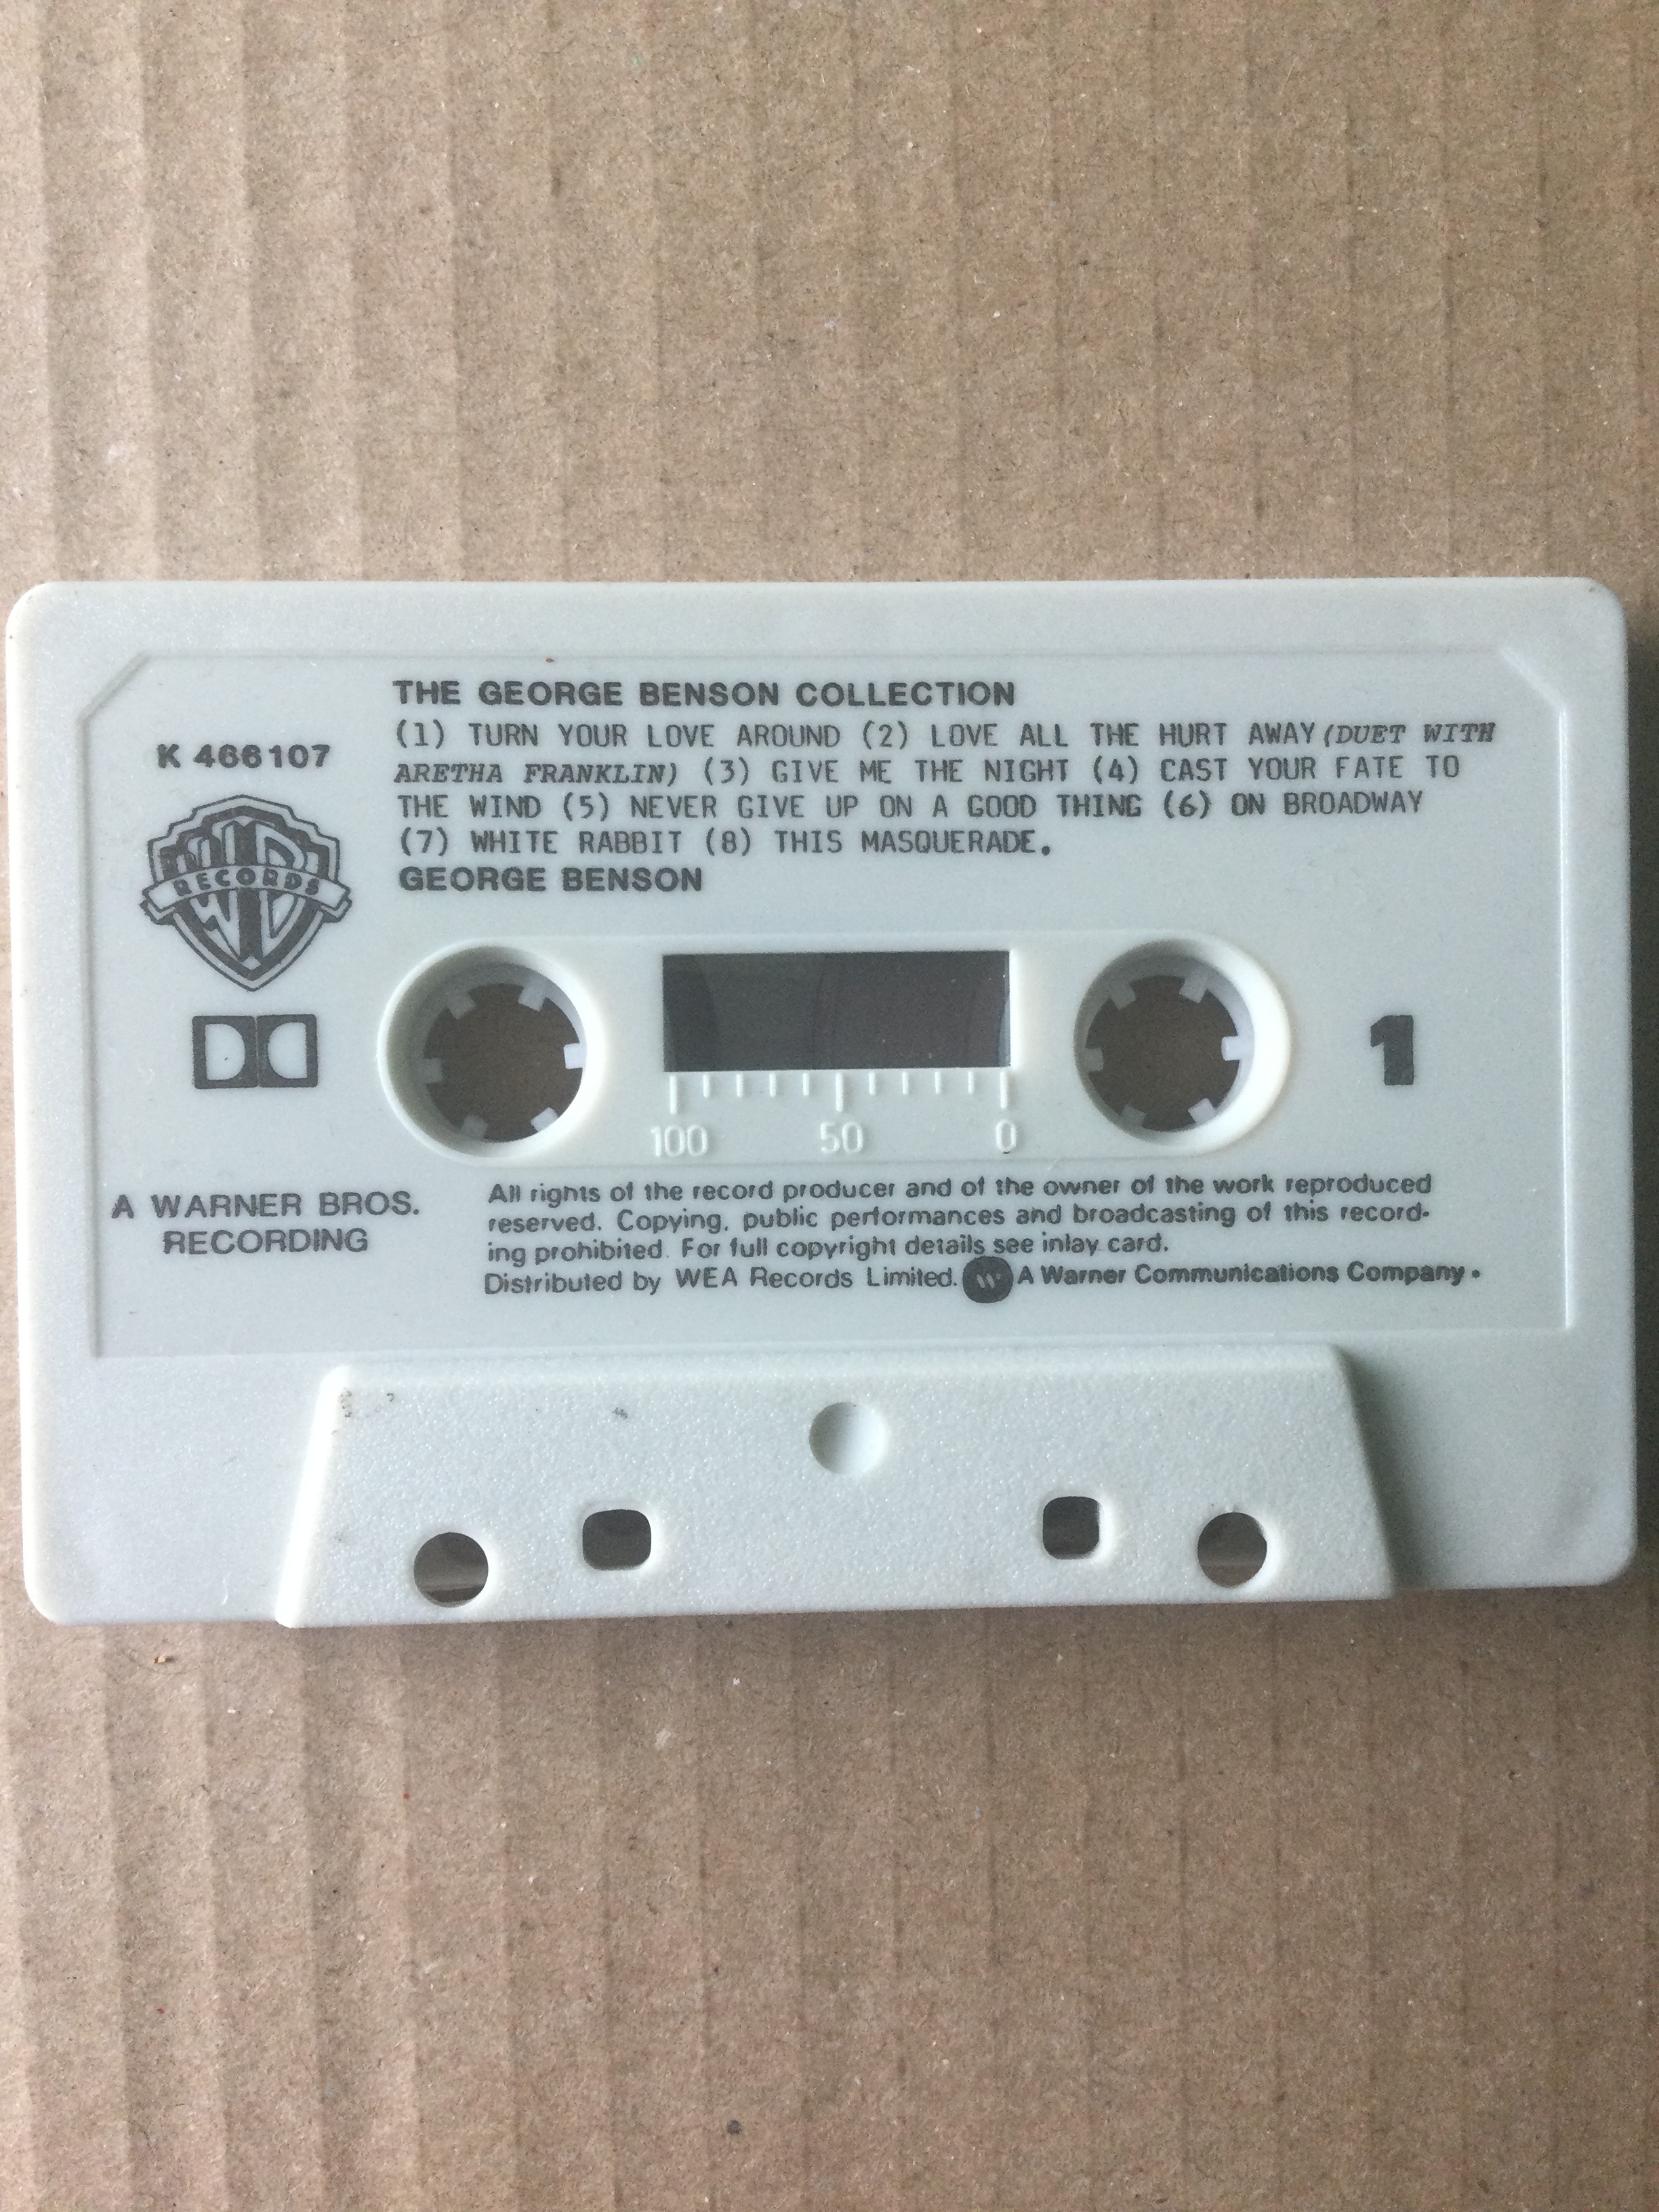 THE GEORGE BENSON COLLECTION
(1) TURN YOUR LOVE AROUND (2) LOVE ALL THE HURT AWAY (DUET WITH
ARETHA FRANKLIN) (3) GIVE ME THE NIGHT (4) CAST YOUR FATE TO
THE WIND (5) NEVER GIVE UP ON A GOOD THING (6) ON BROADWAY
(7) WHITE RABBIT (8) THIS MASQUERADE.
GEORGE BENSON
K 466107
WB
RECORDS
1
100 50 0
A WARNER BROS.
RECORDING
All rights of the record producer and of the owner of the work reproduced
reserved. Copying, public performances and broadcasting of this record-
ing prohibited. For full copyright details see inlay card.
Distributed by WEA Records Limited. W A Warner Communications Company.